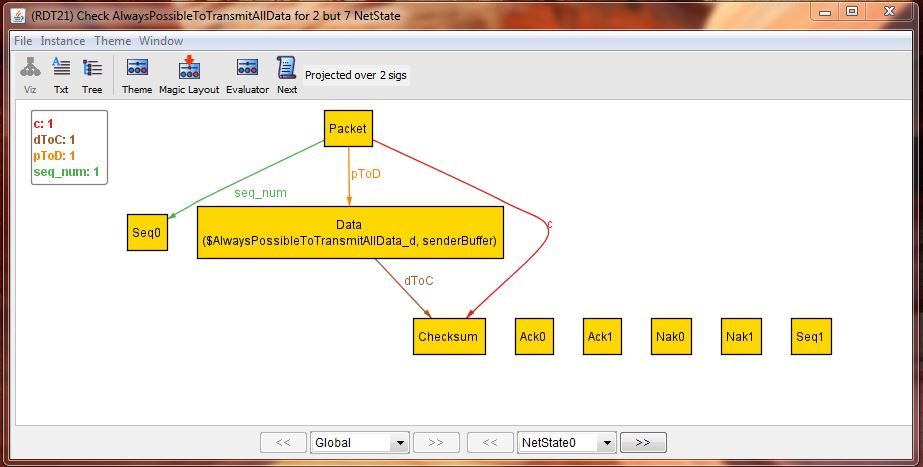 (RDT21) Check AlwaysPossibleToTransmitAllData for 2 but 7 NetState
File Instance Theme Window
Viz Txt Tree Theme Magic Layout Evaluator Next Projected over 2 sigs
c: 1
dToC: 1
pToD: 1
seq_num: 1
Packet
seq_num
pToD
c
Seq0
Data
($AlwaysPossibleToTransmitAllData_d, senderBuffer)
dToC
Checksum
Ack0
Ack1
Nak0
Nak1
Seq1
<< Global >> << NetState0 >>